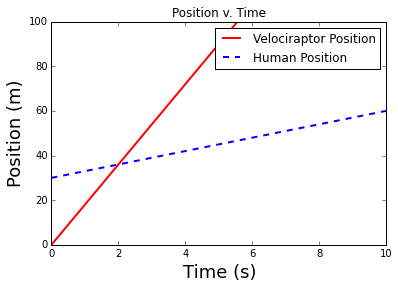 Position v. Time
Velociraptor Position
Human Position
Position (m)
100
80
60
40
20
0
0 2 4 6 8 10
Time (s)